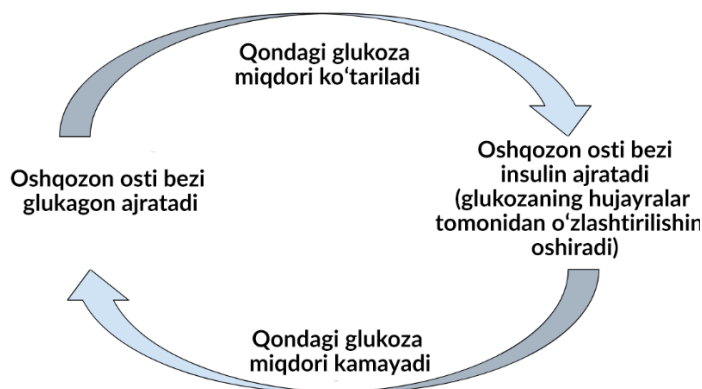 Qondagi glukoza
miqdori ko‘tariladi
Oshqozon osti bezi
glukagon ajratadi
Oshqozon osti bezi
insulin ajratadi
(glukozaning hujayralar
tomonidan o‘zlashtirilishin
oshiradi)
Qondagi glukoza
miqdori kamayadi